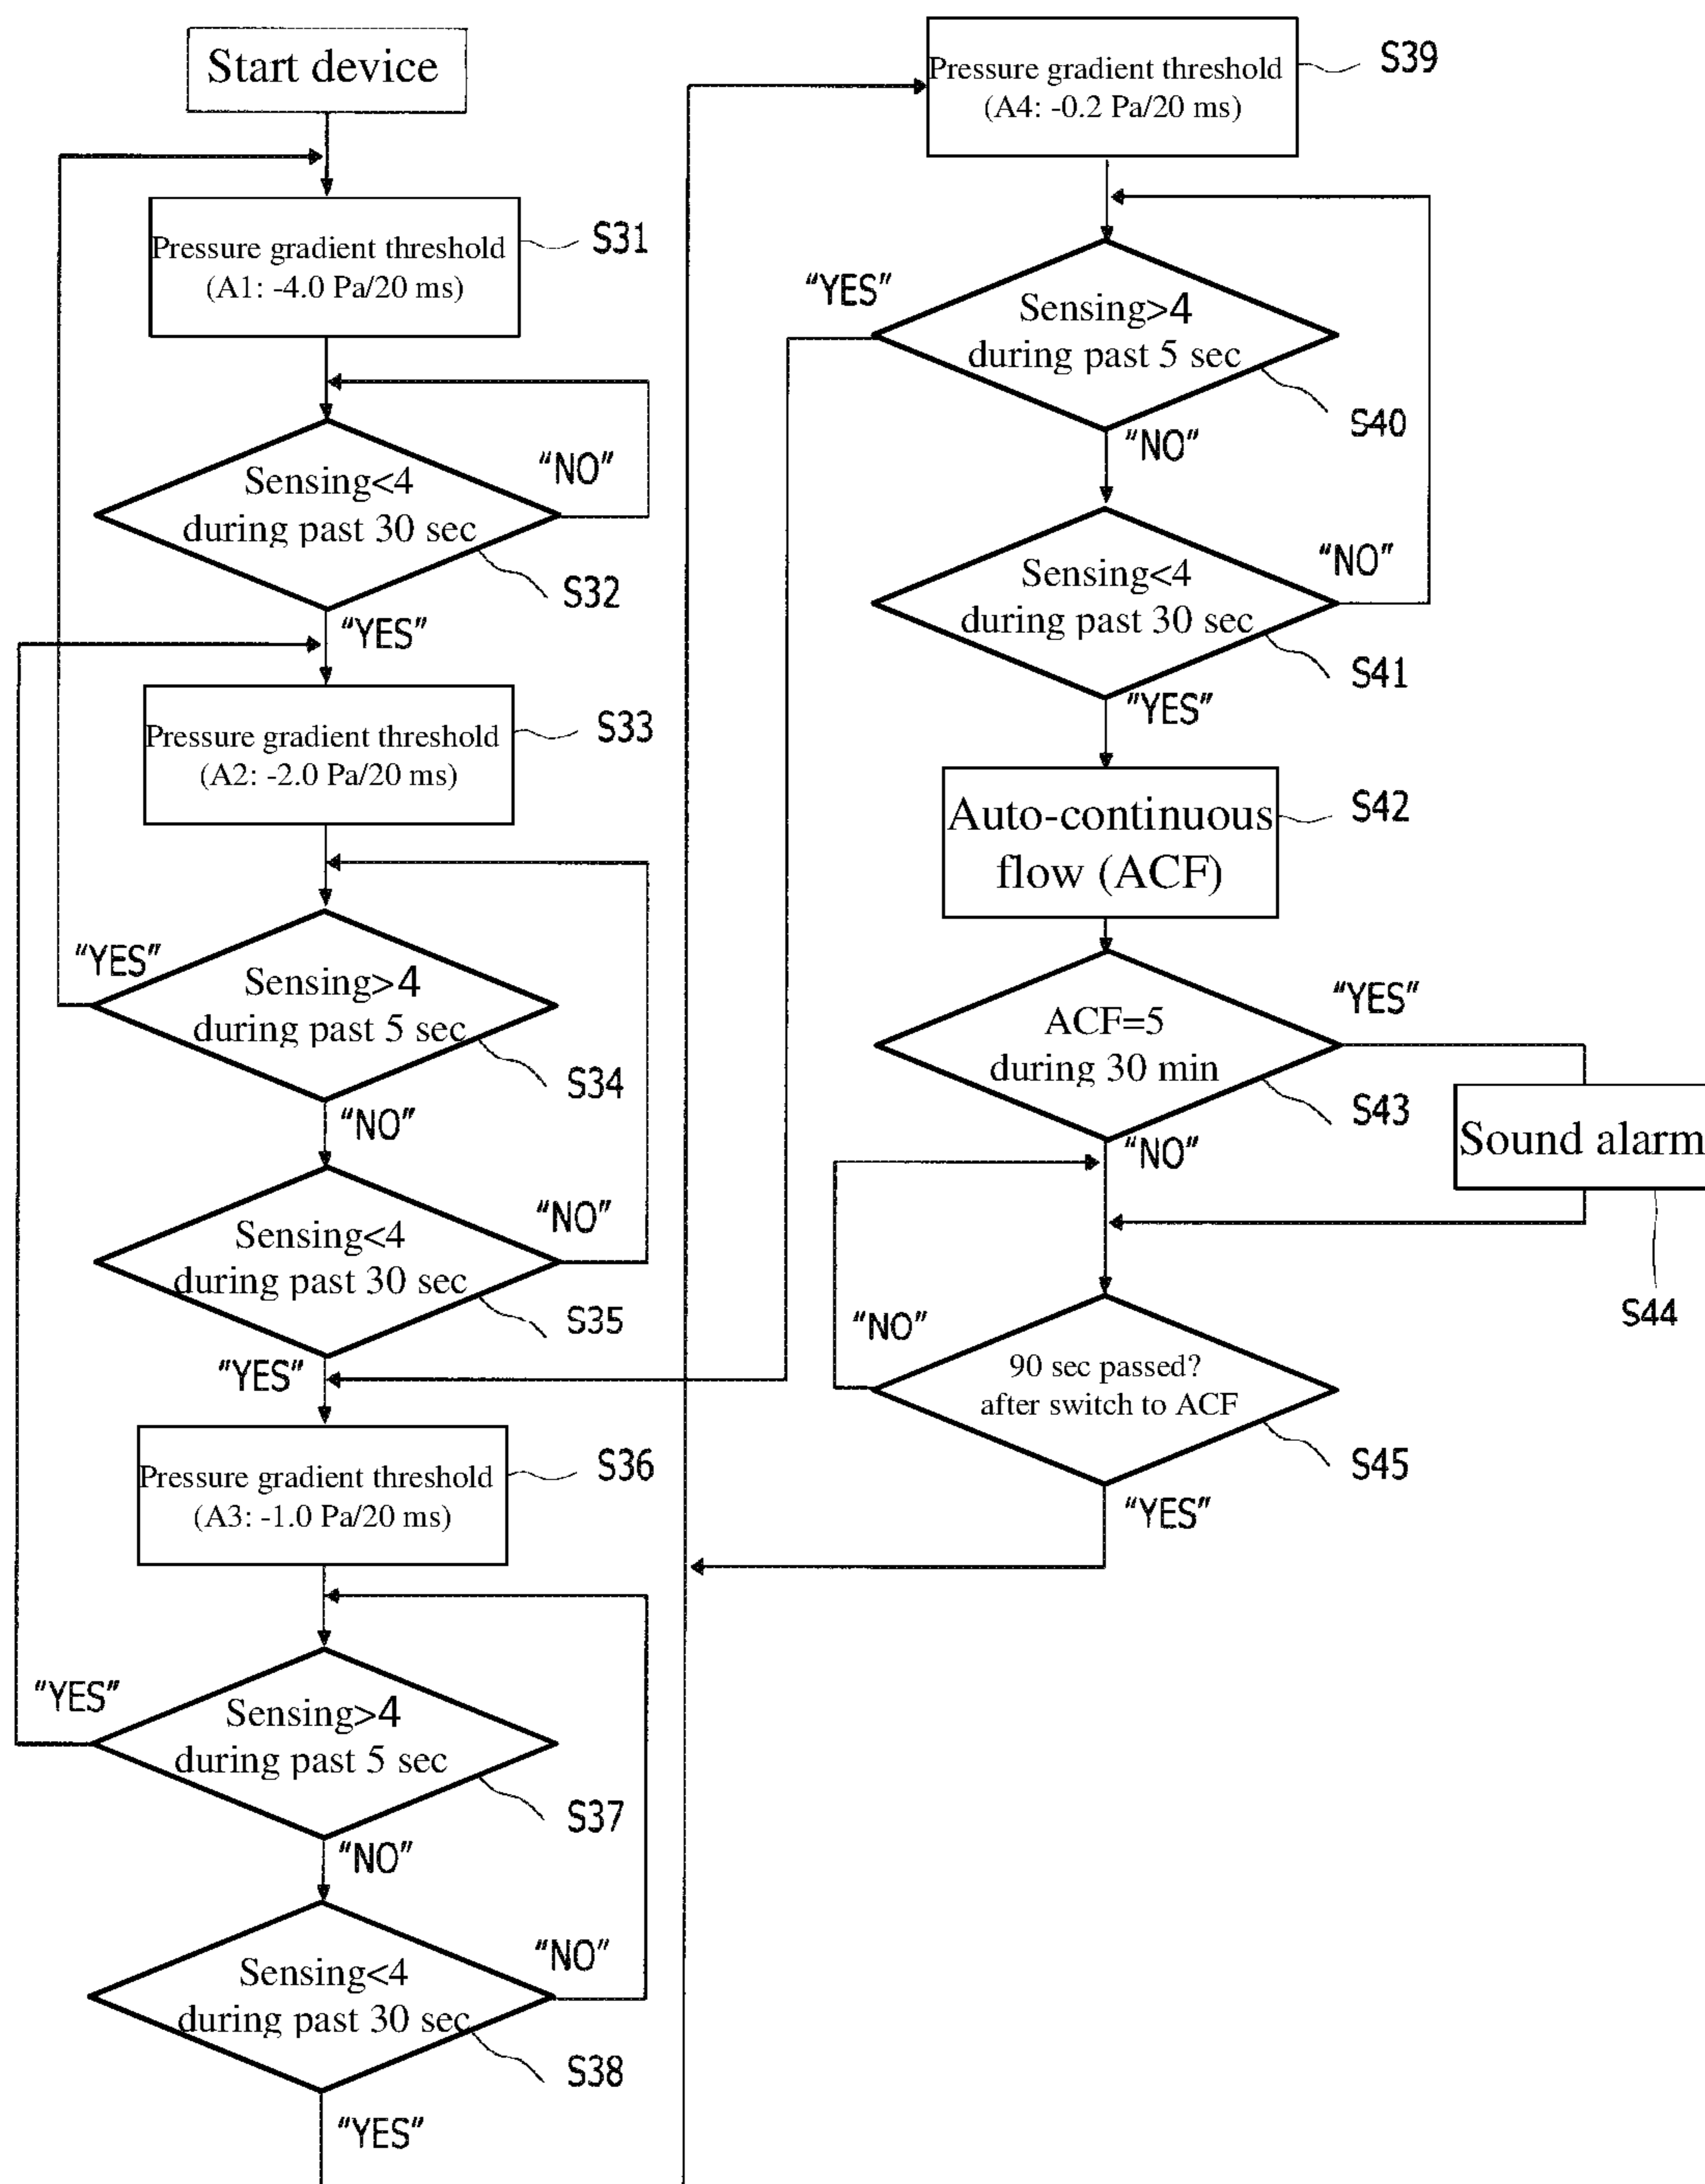 Start device
Pressure gradient threshold
(A1: -4.0 Pa/20 ms)
S31
Sensing<4
during past 30 sec
"NO"
S32
"YES"
Pressure gradient threshold
(A2: -2.0 Pa/20 ms)
S33
"YES"
Sensing>4
during past 5 sec
S34
"NO"
Sensing<4
during past 30 sec
"NO"
S35
"YES"
Pressure gradient threshold
(A3: -1.0 Pa/20 ms)
S36
"YES"
Sensing>4
during past 5 sec
S37
"NO"
Sensing<4
during past 30 sec
"NO"
S38
"YES"
Pressure gradient threshold
(A4: -0.2 Pa/20 ms)
S39
"YES"
Sensing>4
during past 5 sec
S40
"NO"
Sensing<4
during past 30 sec
"NO"
S41
"YES"
Auto-continuous
flow (ACF)
S42
ACF=5
during 30 min
"YES"
S43
"NO"
Sound alarm
S44
"NO"
90 sec passed?
after switch to ACF
S45
"YES"